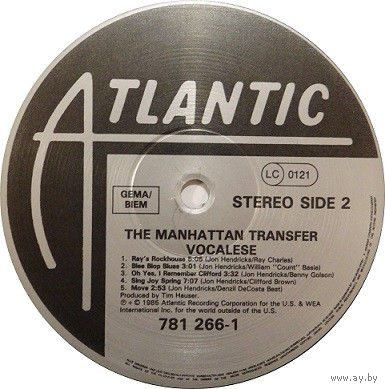 ATLANTIC
GEMA/
BIEM
LC 0121
STEREO SIDE 2
THE MANHATTAN TRANSFER
VOCALESE
1. Ray's Rockhouse 5:05 (Jon Hendricks/Ray Charles)
2. Blee Blop Blues 3:01 (Jon Hendricks/William "Count" Basie)
3. Oh Yes, I Remember Clifford 3:32 (Jon Hendricks/Benny Golson)
4. Sing Joy Spring 7:07 (Jon Hendricks/Clifford Brown)
5. Move 2:53 (Jon Hendricks/Denzil DeCosta Best)
Produced by Tim Hauser.
℗ + © 1985 Atlantic Recording Corporation for the U.S. & WEA
International Inc. for the world outside of the U.S.
781 266-1
www.ay.by